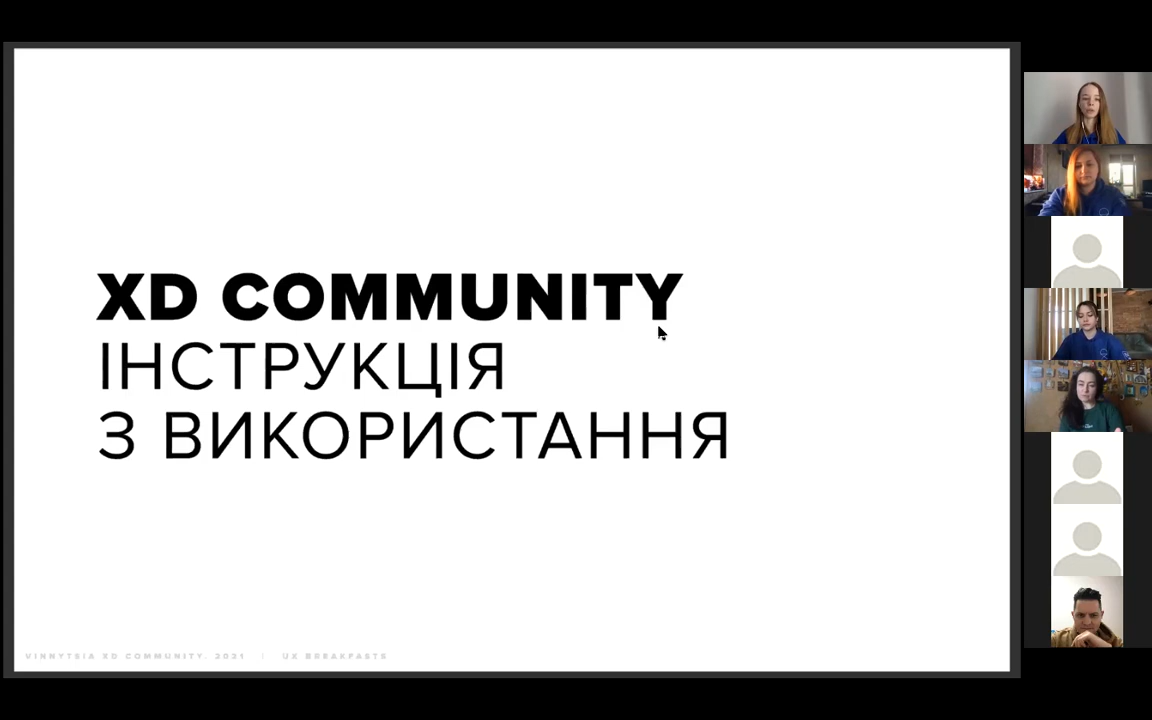 XD COMMUNITY
ІНСТРУКЦІЯ
З ВИКОРИСТАННЯ
VINNYTSIA XD COMMUNITY. 2021 | UX BREAKFASTS